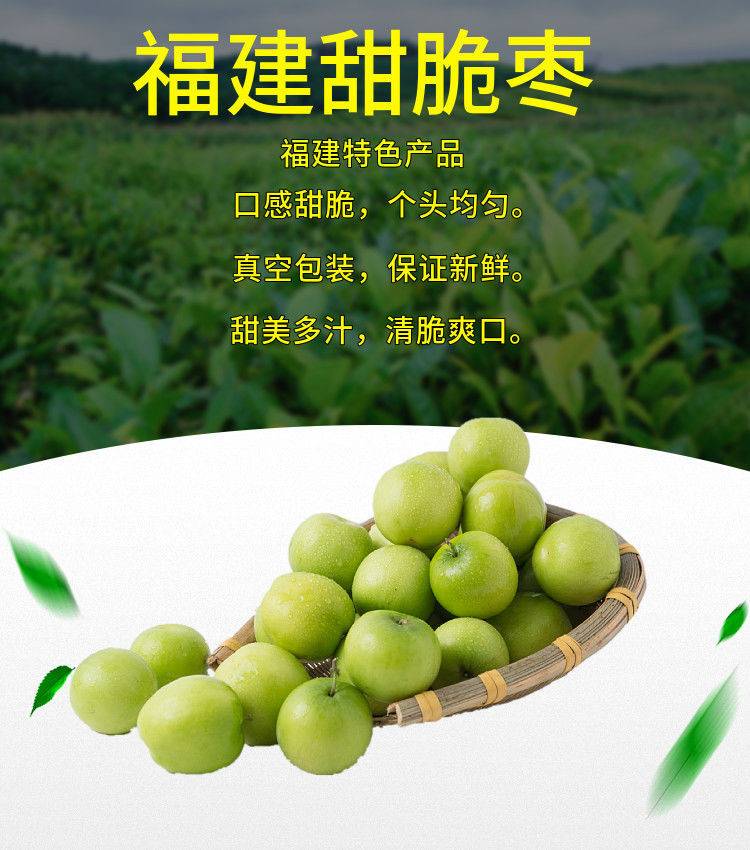 福建甜脆枣
福建特色产品
口感甜脆，个头均匀。
真空包装，保证新鲜。
甜美多汁，清脆爽口。